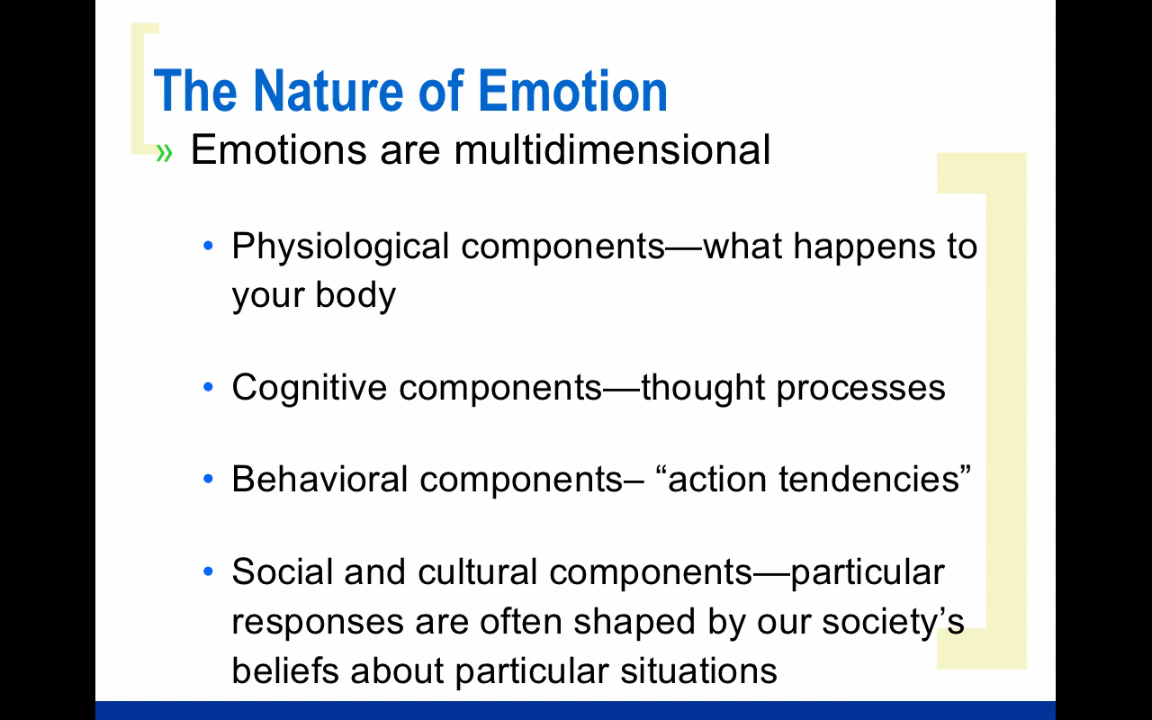 The Nature of Emotion
» Emotions are multidimensional
• Physiological components—what happens to
your body
• Cognitive components—thought processes
• Behavioral components– “action tendencies”
• Social and cultural components—particular
responses are often shaped by our society’s
beliefs about particular situations